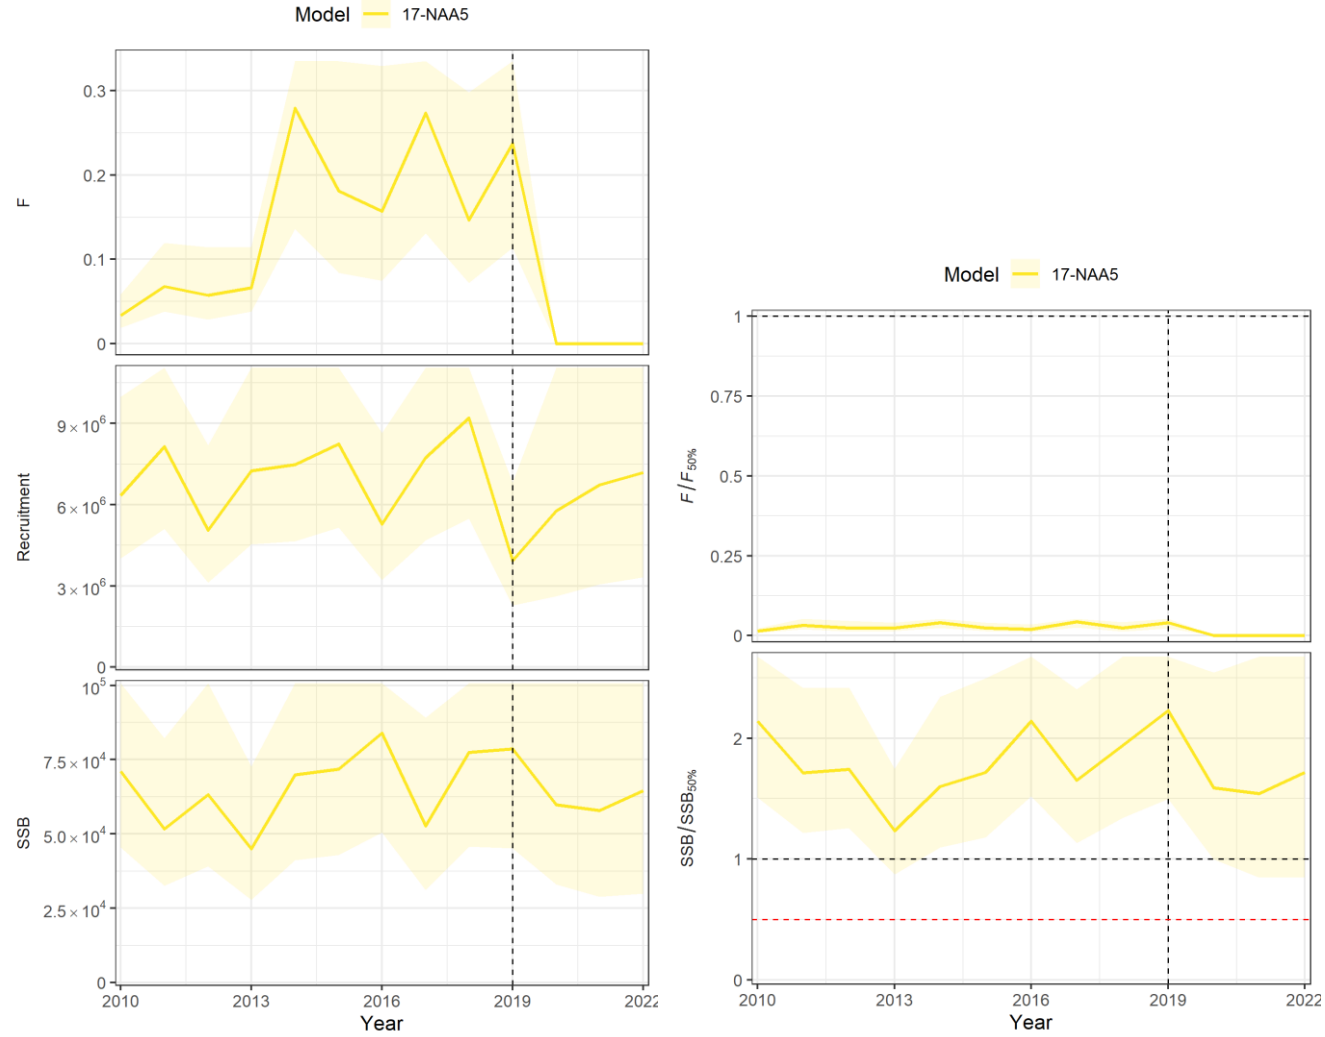 Model 17-NAA5
0.3
0.2
F
0.1
0
9 × 10⁶
6 × 10⁶
Recruitment
3 × 10⁶
0
10⁵
7.5 × 10⁴
5.0 × 10⁴
SSB
2.5 × 10⁴
0
2010 2013 2016 2019 2022
Year
Model 17-NAA5
1
0.75
0.5
F/F50%
0.25
0
2
SSB/SSB50%
1
0
2010 2013 2016 2019 2022
Year